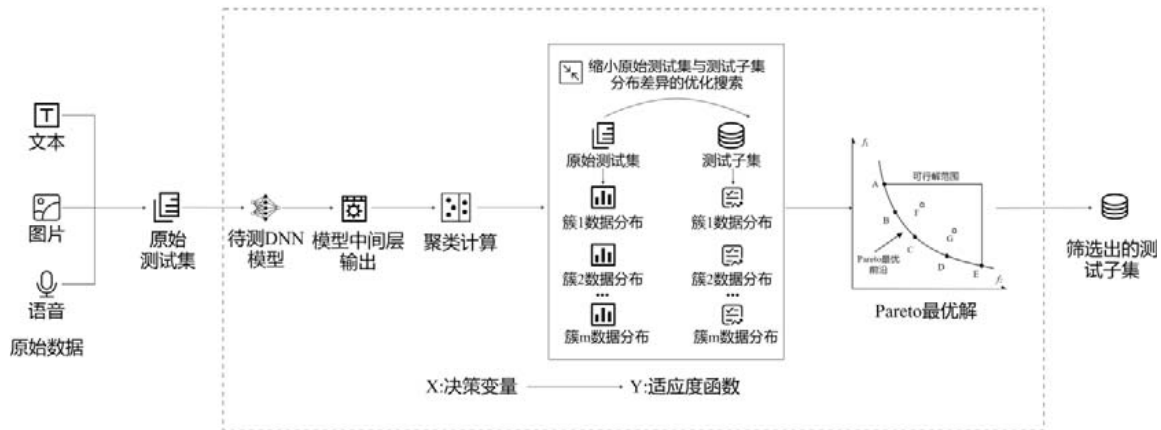 文本
图片
语音
原始数据
原始
测试集
待测DNN
模型
模型中间层
输出
聚类计算
缩小原始测试集与测试子集
分布差异的优化搜索
原始测试集
测试子集
簇1数据分布
簇1数据分布
簇2数据分布
簇2数据分布
...
...
簇m数据分布
簇m数据分布
X:决策变量
Y:适应度函数
f₁
可行解范围
A
B
F
C
G
D
E
Pareto最优
前沿
f₂
Pareto最优解
筛选出的测
试子集